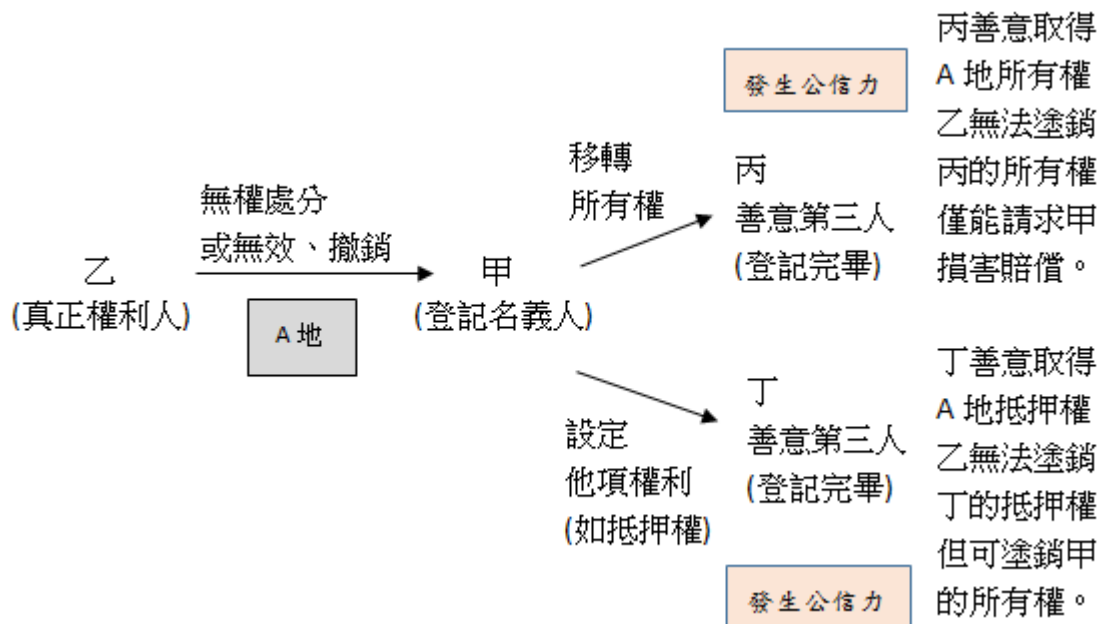 乙
(真正權利人)
無權處分
或無效、撤銷
A 地
甲
(登記名義人)
移轉
所有權
發生公信力
丙
善意第三人
(登記完畢)
丙善意取得
A 地所有權
乙無法塗銷
丙的所有權
僅能請求甲
損害賠償。
設定
他項權利
(如抵押權)
丁
善意第三人
(登記完畢)
發生公信力
丁善意取得
A 地抵押權
乙無法塗銷
丁的抵押權
但可塗銷甲
的所有權。